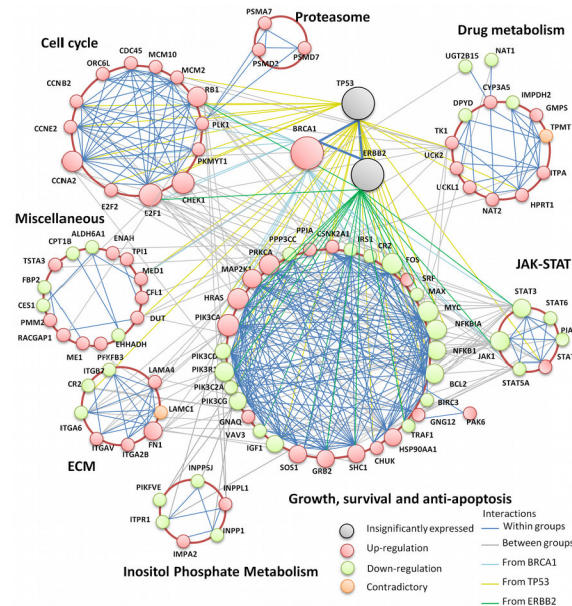 Proteasome
PSMA7
PSMD2
PSMD7
Cell cycle
CDC45
MCM10
MCM2
ORC6L
RB1
CCNB2
PLK1
CCNE2
PKMYT1
CCNA2
CHEK1
E2F2
E2F1
TP53
BRCA1
ERBB2
Drug metabolism
NAT1
UGT2B15
CYP3A5
IMPDH2
DPYD
GMPS
TK1
TPMT
UCK2
ITPA
UCKL1
HPRT1
NAT2
Miscellaneous
ALDH6A1
ENAH
CPT1B
TPI1
TSTA3
MED1
FBP2
CFL1
CES1
DUT
PMM2
EHHADH
RACGAP1
ME1
PFKFB3
PPIA
CSNK2A1
IRS1
CR2
FOS
PPP3CC
SRF
PRKCA
MAX
MAP2K1
MYC
HRAS
NFKBIA
PIK3CA
NFKB1
PIK3CD
PIK3R1
BCL2
PIK3C2A
BIRC3
PIK3CG
GNG12
PAK6
GNAQ
TRAF1
VAV3
HSP90AA1
IGF1
CHUK
SOS1
GRB2
SHC1
JAK-STAT
STAT3
STAT6
PIA
JAK1
STAT
STAT5A
ITGB2
LAMA4
CR2
LAMC1
ITGA6
FN1
ITGAV
ITGA2B
ECM
INPP5J
PIKFVE
INPPL1
ITPR1
INPP1
IMPA2
Inositol Phosphate Metabolism
Growth, survival and anti-apoptosis
Insignificantly expressed
Up-regulation
Down-regulation
Contradictory
Interactions
Within groups
Between groups
From BRCA1
From TP53
From ERBB2